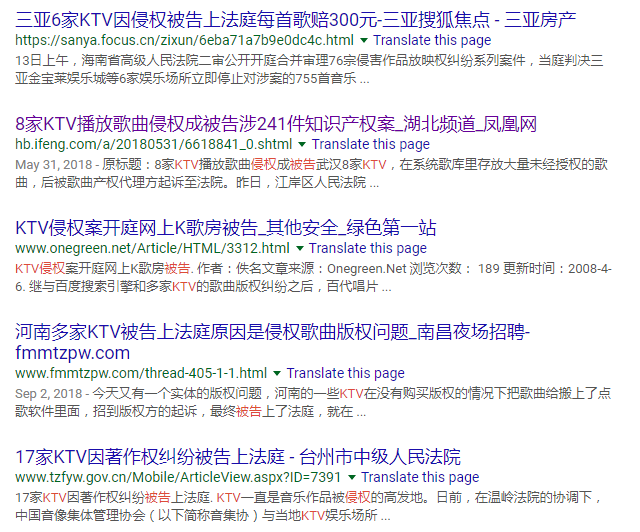 三亚6家KTV因侵权被告上法庭每首歌赔300元-三亚搜狐焦点 - 三亚房产
https://sanya.focus.cn/zixun/6eba71a7b9e0dc4c.html ▼ Translate this page
13日上午，海南省高级人民法院二审公开开庭合并审理76宗侵害作品放映权纠纷系列案件，当庭判决三
亚金宝莱娱乐城等6家娱乐场所立即停止对涉案的755首音乐 ...
8家KTV播放歌曲侵权成被告涉241件知识产权案_湖北频道_凤凰网
hb.ifeng.com/a/20180531/6618841_0.shtml ▼ Translate this page
May 31, 2018 - 原标题：8家KTV播放歌曲侵权成被告武汉8家KTV，在系统歌库里存放大量未经授权的歌
曲，后被歌曲产权代理方起诉至法院。昨日，江岸区人民法院 ...
KTV侵权案开庭网上K歌房被告_其他安全_绿色第一站
www.onegreen.net/Article/HTML/3312.html ▼ Translate this page
KTV侵权案开庭网上K歌房被告. 作者：佚名文章来源：Onegreen.Net 浏览次数： 189 更新时间：2008-4-
6. 继与百度搜索引擎和多家KTV的歌曲版权纠纷之后，百代唱片 ...
河南多家KTV被告上法庭原因是侵权歌曲版权问题_南昌夜场招聘-
fmmtzpw.com
www.fmmtzpw.com/thread-405-1-1.html ▼ Translate this page
Sep 2, 2018 - 今天又有一个实体的版权问题，河南的一些KTV在没有购买版权的情况下把歌曲给搬上了点
歌软件里面，招到版权方的起诉，最终被告上了法庭，就在 ...
17家KTV因著作权纠纷被告上法庭 - 台州市中级人民法院
www.tzfyw.gov.cn/Mobile/ArticleView.aspx?ID=7391 ▼ Translate this page
17家KTV因著作权纠纷被告上法庭. KTV一直是音乐作品被侵权的高发地。日前，在温岭法院的协调下，
中国音像集体管理协会（以下简称音集协）与当地KTV娱乐场所 ...